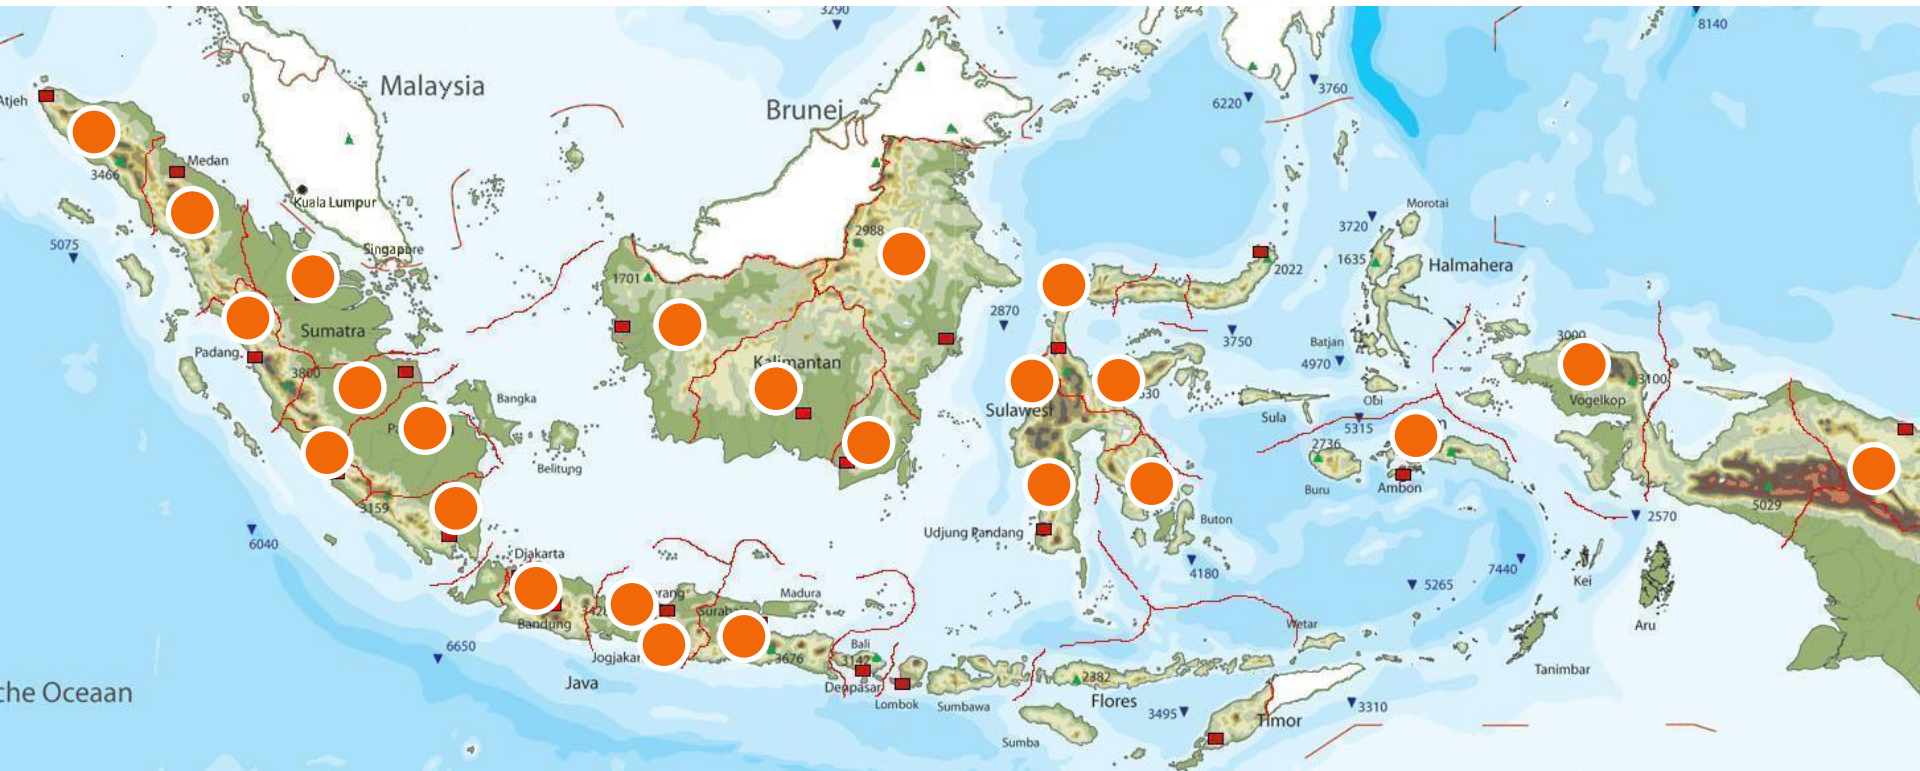 3290
8140
Malaysia
3760
Atjeh
6220
Brunei
Medan
3466
Kuala Lumpur
Morotai
3720
2988
5075
Singapore
1635
Halmahera
2022
1701
2870
Sumatra
3750
3000
Batjan
Padang
Kalimantan
4970
3800
3100
Bangka
Obi
Vogelkop
Sulawesi
Sula
5315
2736
Belitung
Buru
Ambon
5029
3159
2570
Buton
6040
Udjung Pandang
Djakarta
4180
7440
Kei
5265
Madura
Bandung
Wetar
Aru
6650
Bali
Java
3676
3142
Tanimbar
che Oceaan
Denpasar
2382
Lombok
Sumbawa
Flores
3495
3310
Timor
Sumba